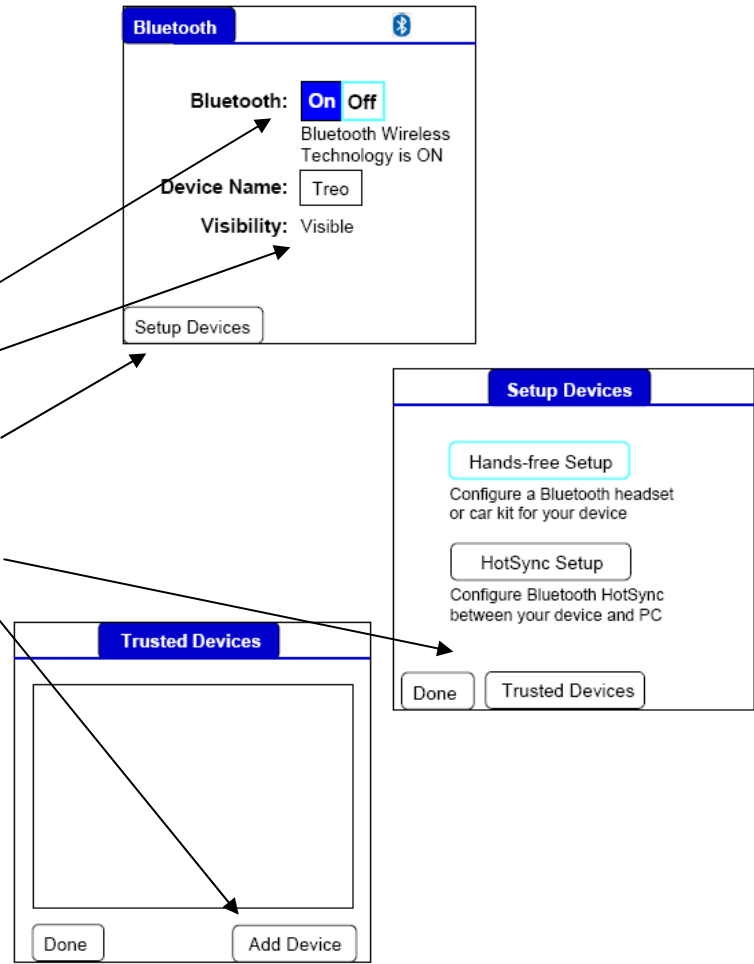 Bluetooth
Bluetooth: On Off
Bluetooth Wireless
Technology is ON
Device Name: Treo
Visibility: Visible
Setup Devices
Setup Devices
Hands-free Setup
Configure a Bluetooth headset
or car kit for your device
HotSync Setup
Configure Bluetooth HotSync
between your device and PC
Done Trusted Devices
Trusted Devices
Done Add Device